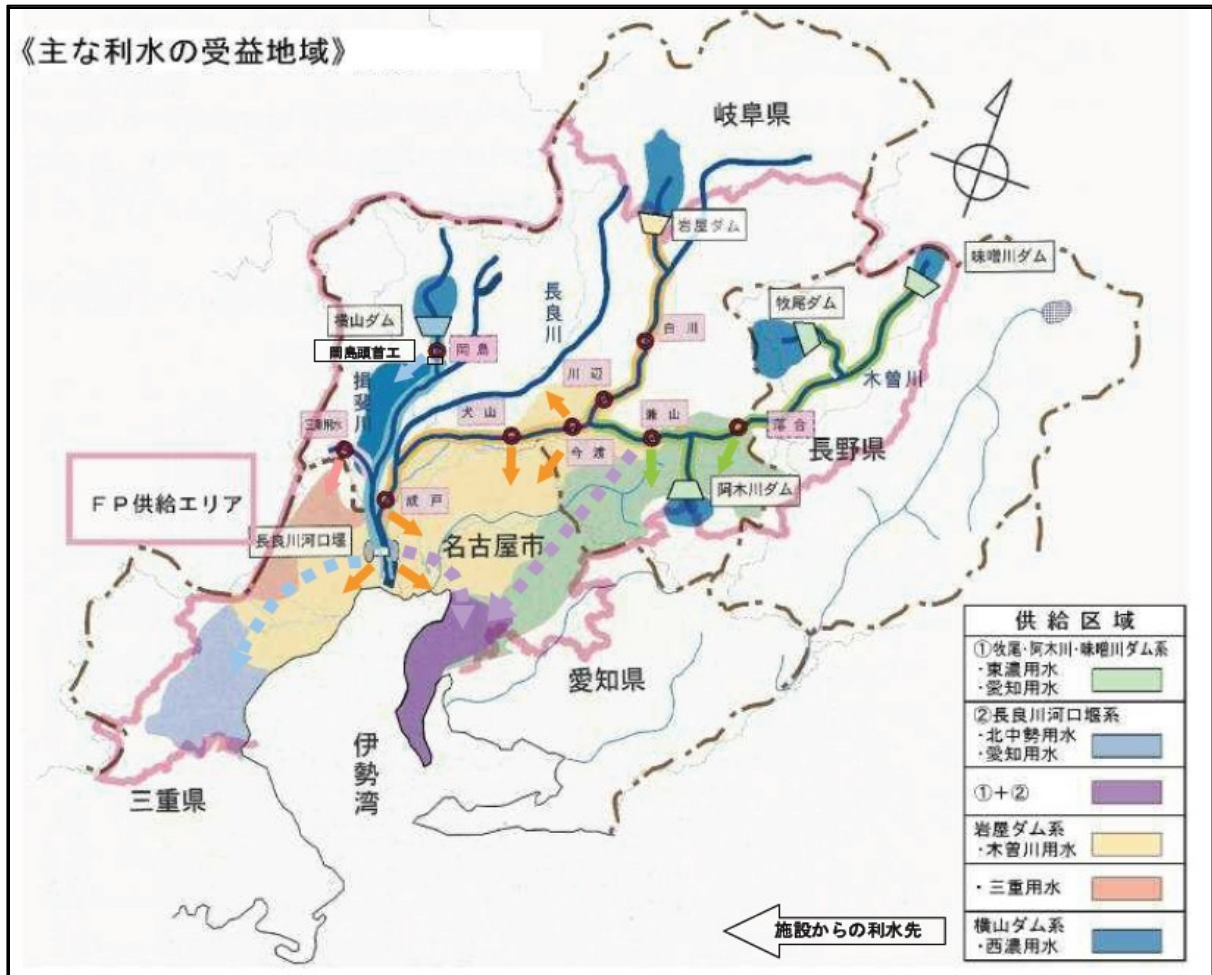 《主な利水の受益地域》
岐阜県
岩屋ダム
味噌川ダム
牧尾ダム
長良川
横山ダム
岡島頭首工
岡島
白川
木曽川
揖斐川
川辺
犬山
兼山
三重用水
今渡
落合
長野県
FP供給エリア
阿木川ダム
成戸
長良川河口堰
名古屋市
愛知県
伊勢湾
三重県
供給区域
①牧尾・阿木川・味噌川ダム系
・東濃用水
・愛知用水
②長良川河口堰系
・北中勢用水
・愛知用水
①+②
岩屋ダム系
・木曽川用水
・三重用水
横山ダム系
・西濃用水
施設からの利水先